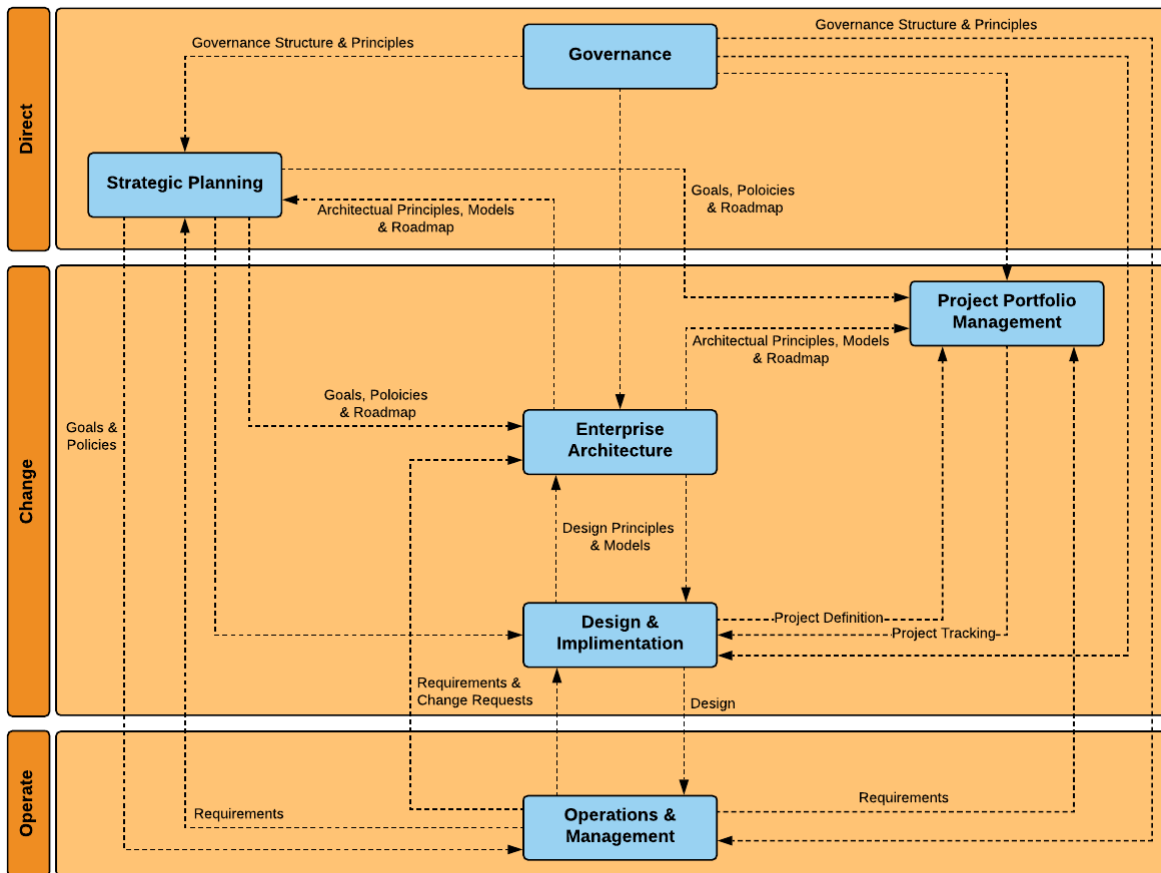 Direct
Governance Structure & Principles
Governance
Governance Structure & Principles
Strategic Planning
Architectual Principles, Models
& Roadmap
Goals, Poloicies
& Roadmap
Change
Project Portfolio
Management
Architectual Principles, Models
& Roadmap
Goals, Poloicies
& Roadmap
Goals &
Policies
Enterprise
Architecture
Design Principles
& Models
Design &
Implimentation
Project Definition
Project Tracking
Requirements &
Change Requests
Design
Operate
Requirements
Operations &
Management
Requirements